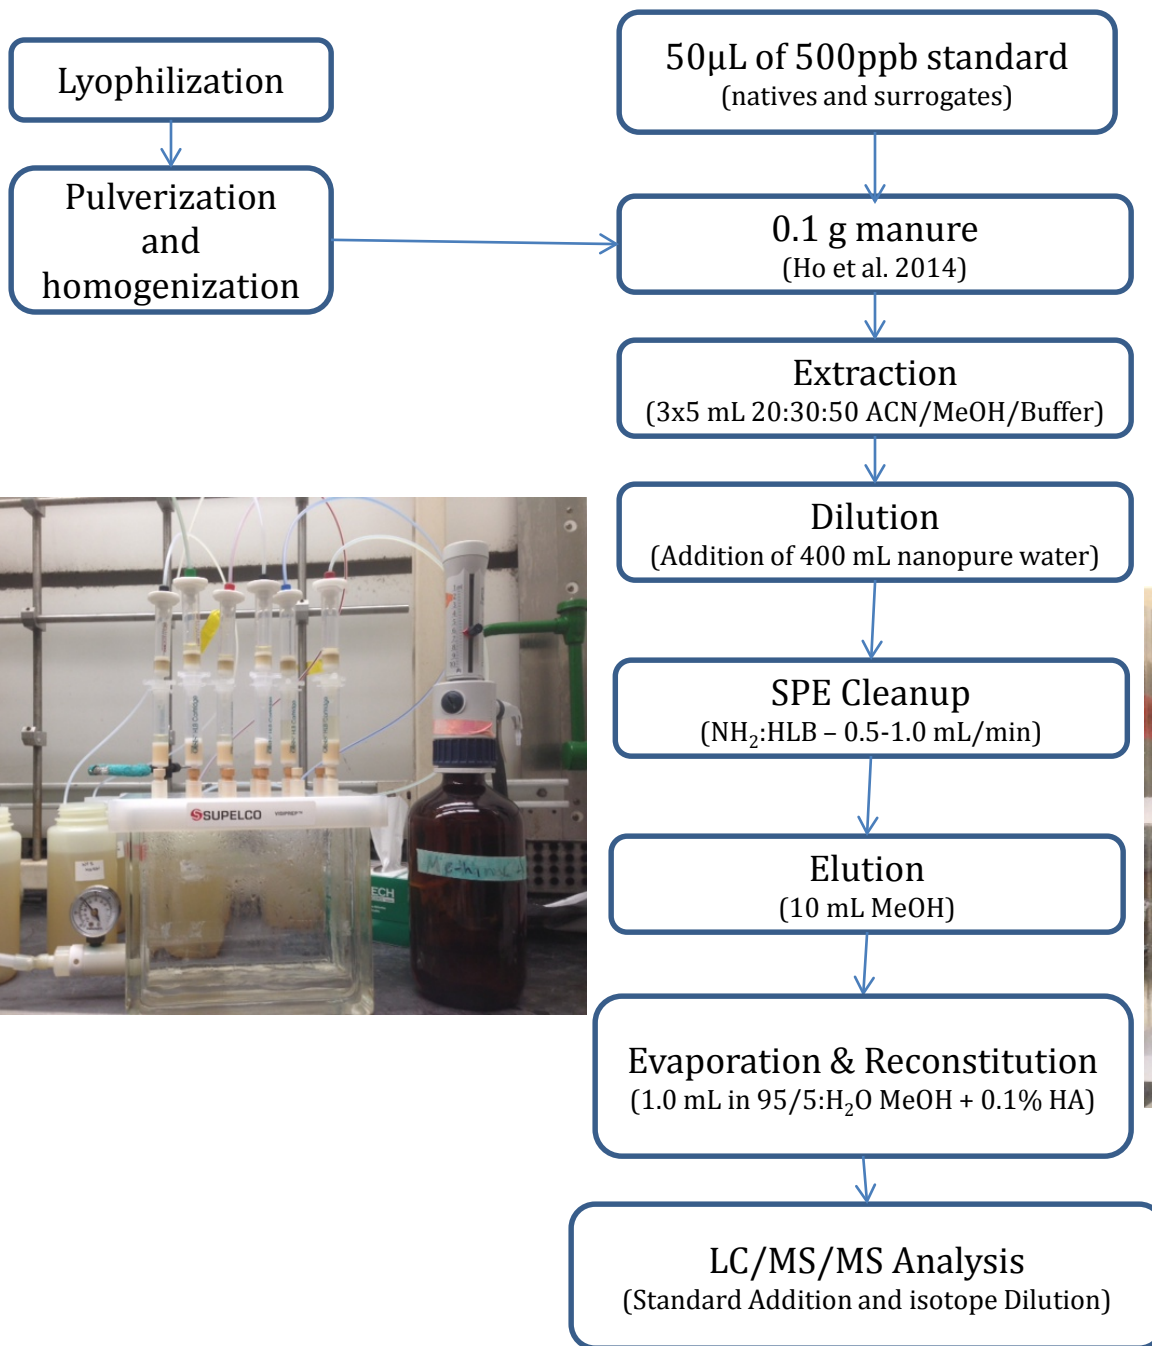 Lyophilization
Pulverization
and
homogenization
50μL of 500ppb standard
(natives and surrogates)
0.1 g manure
(Ho et al. 2014)
Extraction
(3x5 mL 20:30:50 ACN/MeOH/Buffer)
Dilution
(Addition of 400 mL nanopure water)
SPE Cleanup
(NH₂:HLB – 0.5-1.0 mL/min)
Elution
(10 mL MeOH)
Evaporation & Reconstitution
(1.0 mL in 95/5:H₂O MeOH + 0.1% HA)
LC/MS/MS Analysis
(Standard Addition and isotope Dilution)
SUPELCO VISIPREP™
TECH